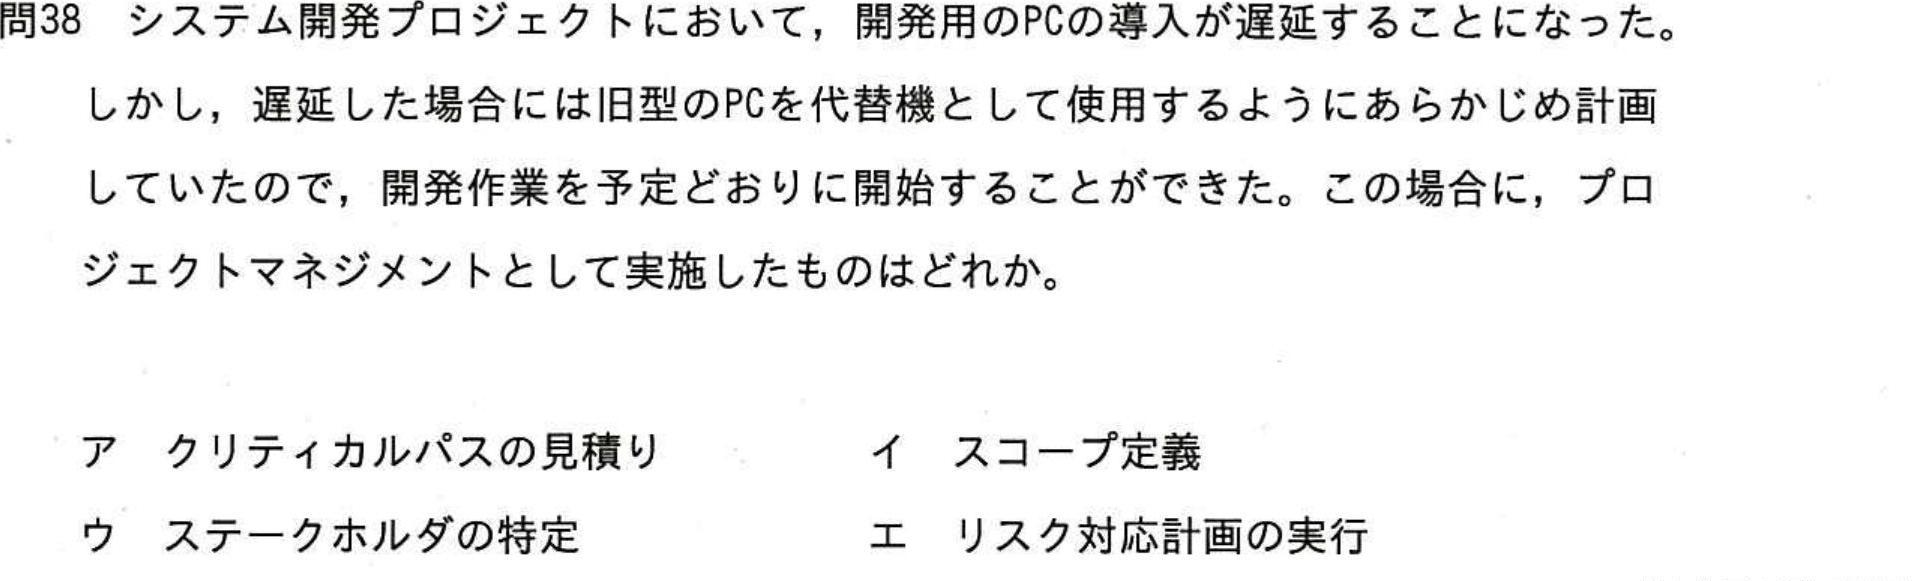 問38　システム開発プロジェクトにおいて，開発用のPCの導入が遅延することになった。
しかし，遅延した場合には旧型のPCを代替機として使用するようにあらかじめ計画
していたので，開発作業を予定どおりに開始することができた。この場合に，プロ
ジェクトマネジメントとして実施したものはどれか。
ア　クリティカルパスの見積り　イ　スコープ定義
ウ　ステークホルダの特定　エ　リスク対応計画の実行